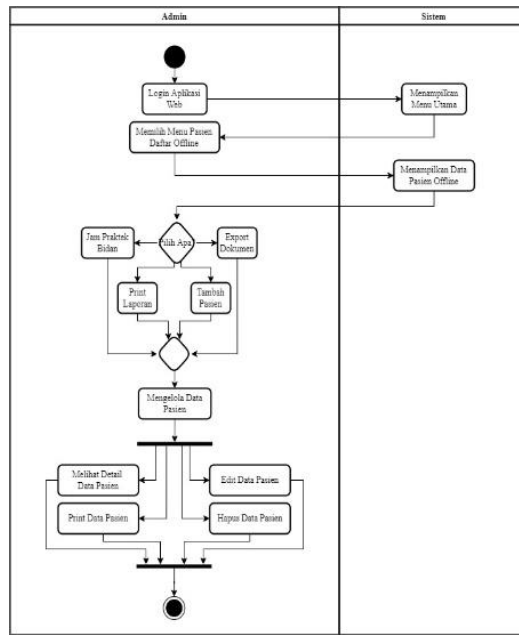 Admin
Sistem
Login Aplikasi
Web
Menampilkan
Menu Utama
Memilih Menu Pasien
Daftar Offline
Menampilkan Data
Pasien Offline
Jam Praktek
Bidan
Pilih Apa
Export
Dokumen
Print
Laporan
Tambah
Pasien
Mengelola Data
Pasien
Melihat Detail
Data Pasien
Edit Data Pasien
Print Data Pasien
Hapus Data Pasien